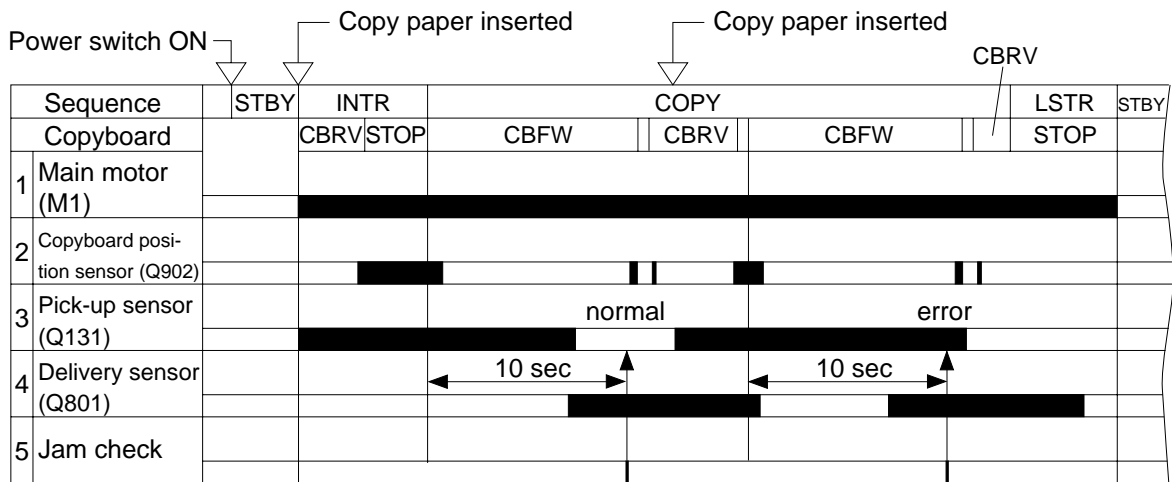 Copy paper inserted
Copy paper inserted
Power switch ON
CBRV
Sequence STBY INTR COPY LSTR STBY
Copyboard CBRV STOP CBFW CBRV CBFW STOP
1 Main motor
(M1)
2 Copyboard posi-
tion sensor (Q902)
3 Pick-up sensor normal error
(Q131)
4 Delivery sensor 10 sec 10 sec
(Q801)
5 Jam check